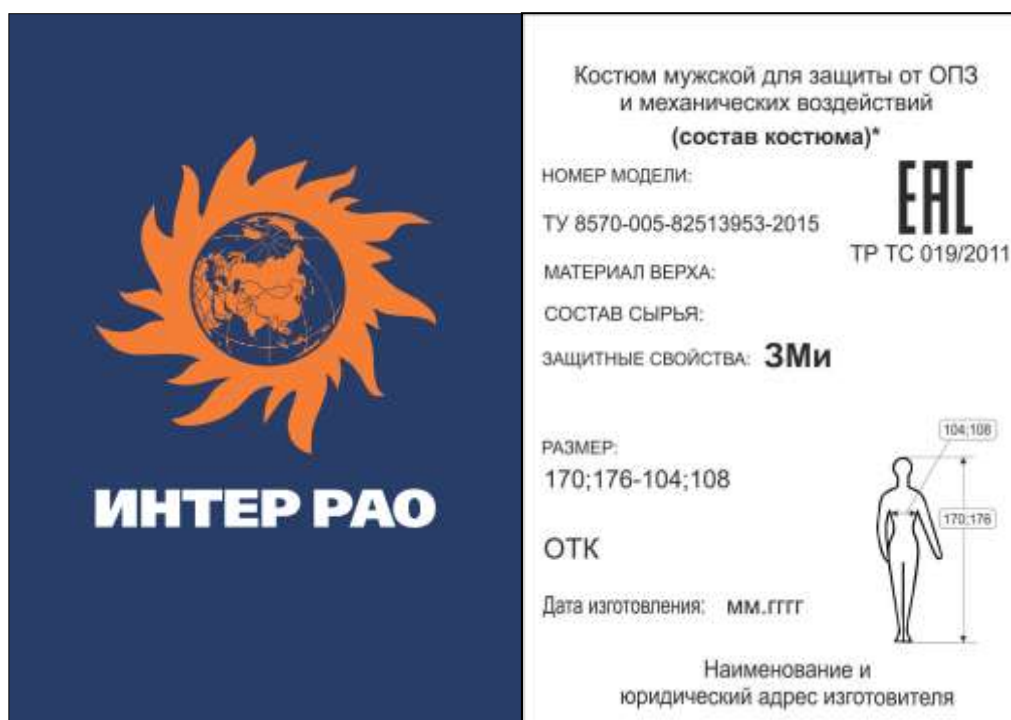 ИНТЕР РАО
Костюм мужской для защиты от ОПЗ
и механических воздействий
(состав костюма)*
НОМЕР МОДЕЛИ:
ЕАС
ТУ 8570-005-82513953-2015
ТР ТС 019/2011
МАТЕРИАЛ ВЕРХА:
СОСТАВ СЫРЬЯ:
ЗАЩИТНЫЕ СВОЙСТВА: ЗМи
104;108
РАЗМЕР:
170;176-104;108
170;176
ОТК
Дата изготовления: мм.гггг
Наименование и
юридический адрес изготовителя